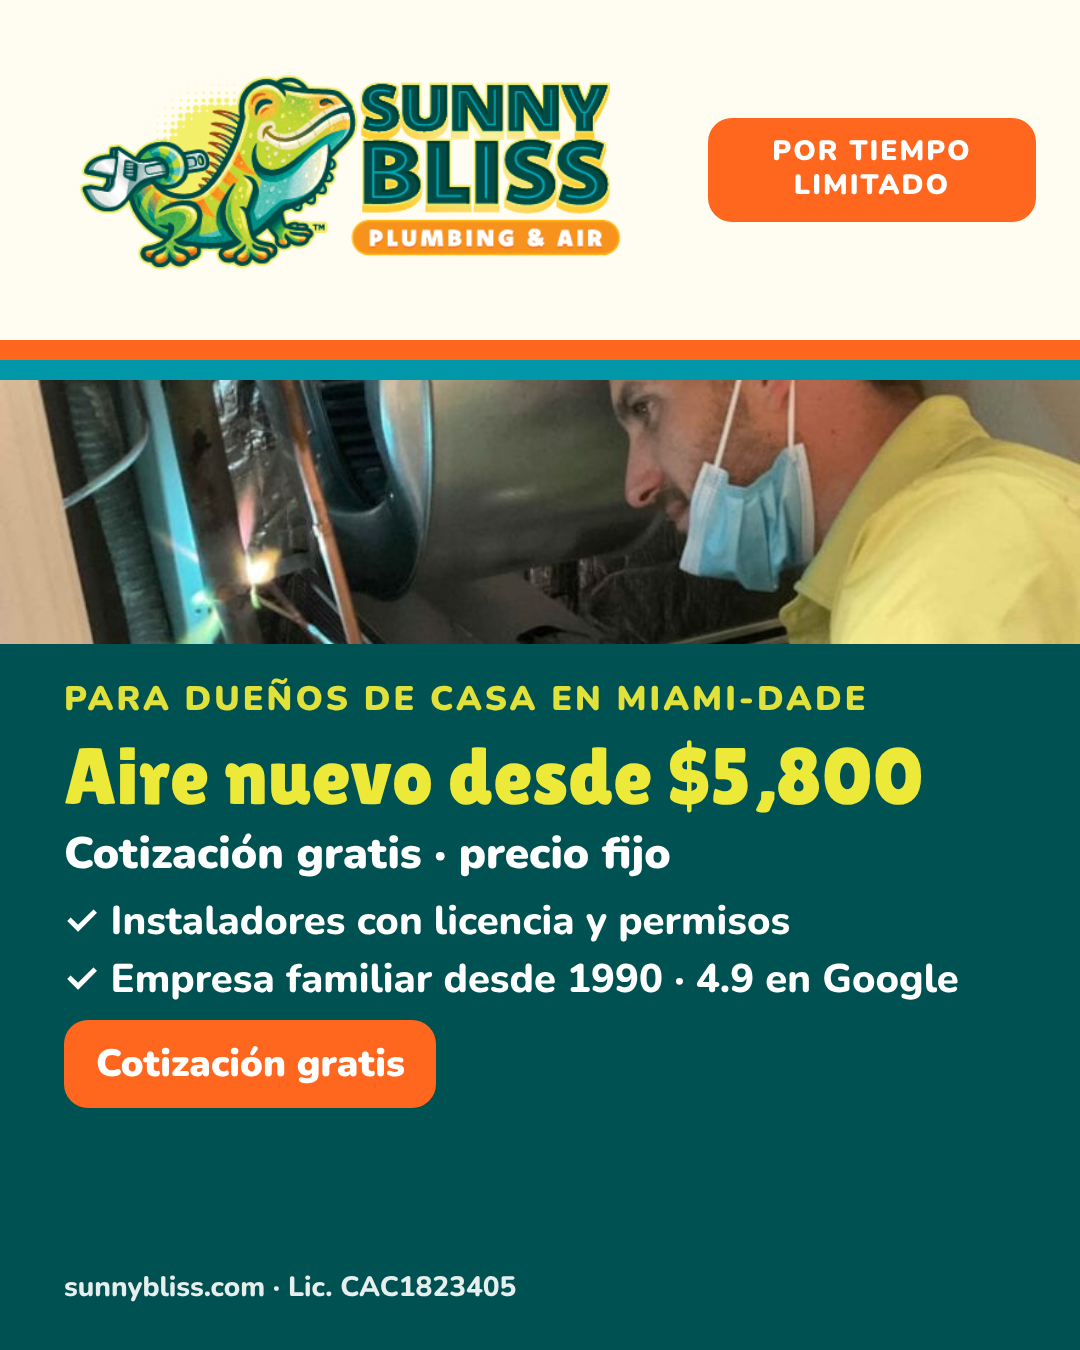 SUNNY
BLISS
PLUMBING & AIR
™
POR TIEMPO
LIMITADO
PARA DUEÑOS DE CASA EN MIAMI-DADE
Aire nuevo desde $5,800
Cotización gratis · precio fijo
✓ Instaladores con licencia y permisos
✓ Empresa familiar desde 1990 · 4.9 en Google
Cotización gratis
sunnybliss.com · Lic. CAC1823405